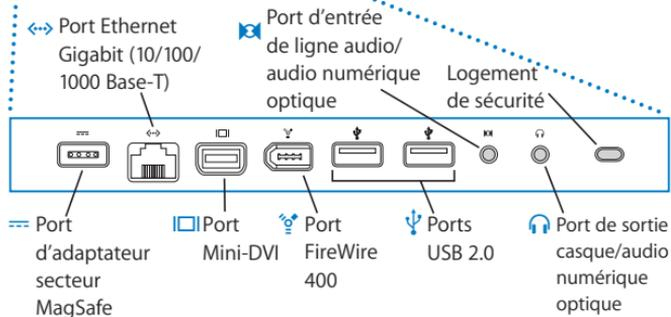 Port Ethernet
Gigabit (10/100/
1000 Base-T)
Port d’entrée
de ligne audio/
audio numérique
optique
Logement
de sécurité
Port
d’adaptateur
secteur
MagSafe
Port
Mini-DVI
Port
FireWire
400
Ports
USB 2.0
Port de sortie
casque/audio
numérique
optique